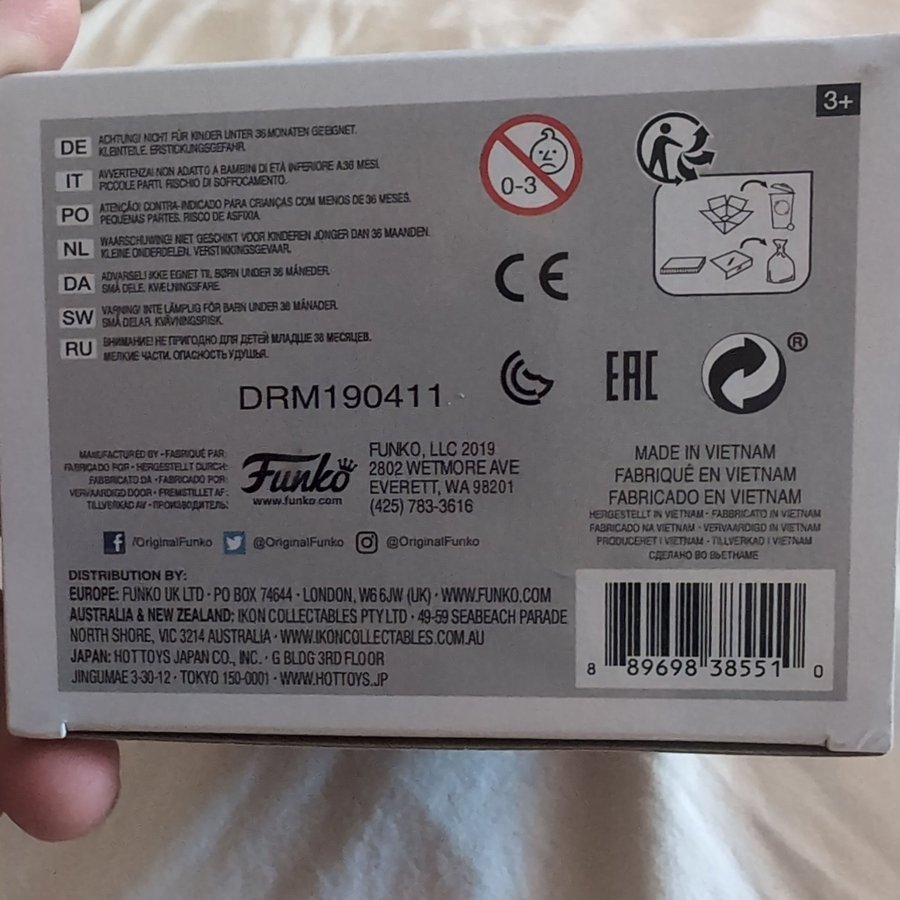 3+
DE ACHTUNG! NICHT FÜR KINDER UNTER 36 MONATEN GEEIGNET.
KLEINTEILE. ERSTICKUNGSGEFAHR.
IT AVVERTENZA! NON ADATTO A BAMBINI DI ETÀ INFERIORE A36 MESI.
PICCOLE PARTI. RISCHIO DI SOFFOCAMENTO.
PO ATENÇÃO! CONTRA-INDICADO PARA CRIANÇAS COM MENOS DE 36 MESES.
PEQUENAS PARTES. RISCO DE ASFIXIA.
NL WAARSCHUWING! NIET GESCHIKT VOOR KINDEREN JONGER DAN 36 MAANDEN.
KLEINE ONDERDELEN. VERSTIKKINGSGEVAAR.
DA ADVARSEL! IKKE EGNET TIL BØRN UNDER 36 MÅNEDER.
SMÅ DELE. KVÆLNINGSFARE.
SW VARNING! INTE LÄMPLIG FÖR BARN UNDER 36 MÅNADER.
SMÅ DELAR. KVÄVNINGSRISK.
RU ВНИМАНИЕ! НЕ ПРИГОДНО ДЛЯ ДЕТЕЙ МЛАДШЕ 36 МЕСЯЦЕВ.
МЕЛКИЕ ЧАСТИ. ОПАСНОСТЬ УДУШЬЯ.
0-3
CE
DRM190411
EAC
®
MANUFACTURED BY • FABRIQUÉ PAR:
FABRICADO POR • HERGESTELLT DURCH:
FABBRICATO DA • FABRICADO POR:
VERVAARDIGD DOOR • FREMSTILLET AF:
TILLVERKAD AV • ПРОИЗВОДИТЕЛЬ:
Funko
www.funko.com
FUNKO, LLC 2019
2802 WETMORE AVE
EVERETT, WA 98201
(425) 783-3616
MADE IN VIETNAM
FABRIQUÉ EN VIETNAM
FABRICADO EN VIETNAM
HERGESTELLT IN VIETNAM • FABBRICATO IN VIETNAM
FABRICADO NA VIETNAM • VERVAARDIGD IN VIETNAM
PRODUCERET I VIETNAM • TILLVERKAD I VIETNAM
СДЕЛАНО ВО ВЬЕТНАМЕ
f /OriginalFunko @OriginalFunko @OriginalFunko
DISTRIBUTION BY:
EUROPE: FUNKO UK LTD • PO BOX 74644 • LONDON, W6 6JW (UK) • WWW.FUNKO.COM
AUSTRALIA & NEW ZEALAND: IKON COLLECTABLES PTY LTD • 49-59 SEABEACH PARADE
NORTH SHORE, VIC 3214 AUSTRALIA • WWW.IKONCOLLECTABLES.COM.AU
JAPAN: HOTTOYS JAPAN CO., INC. • G BLDG 3RD FLOOR
JINGUMAE 3-30-12 • TOKYO 150-0001 • WWW.HOTTOYS.JP
8 89698 38551 0